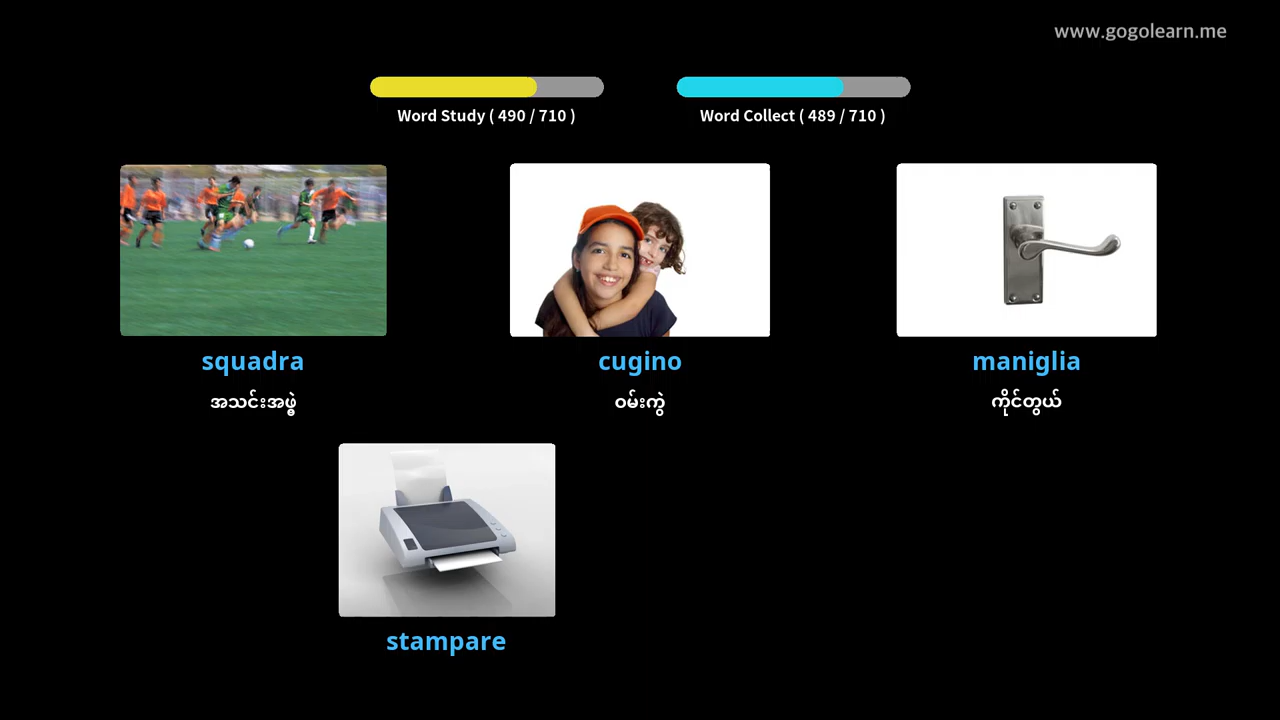 www.gogolearn.me
Word Study ( 490 / 710 )
Word Collect ( 489 / 710 )
squadra
cugino
maniglia
အသင်းအဖွဲ့
ဝမ်းကွဲ
ကိုင်တွယ်
stampare